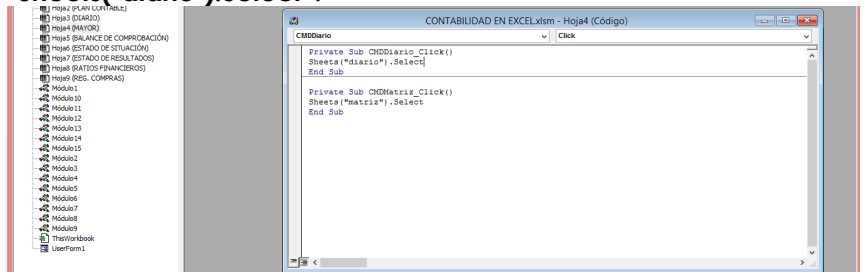 Hoja2 (PLAN CONTABLE)
Hoja3 (DIARIO)
Hoja4 (MAYOR)
Hoja5 (BALANCE DE COMPROBACIÓN)
Hoja6 (ESTADO DE SITUACIÓN)
Hoja7 (ESTADO DE RESULTADOS)
Hoja8 (RATIOS FINANCIEROS)
Hoja9 (REG. COMPRAS)
Módulo1
Módulo10
Módulo11
Módulo12
Módulo13
Módulo14
Módulo15
Módulo2
Módulo3
Módulo4
Módulo5
Módulo6
Módulo7
Módulo8
Módulo9
ThisWorkbook
UserForm1
CONTABILIDAD EN EXCEL.xlsm - Hoja4 (Código)
CMDDiario
Click
Private Sub CMDDiario_Click()
Sheets("diario").Select
End Sub
Private Sub CMDMatriz_Click()
Sheets("matriz").Select
End Sub